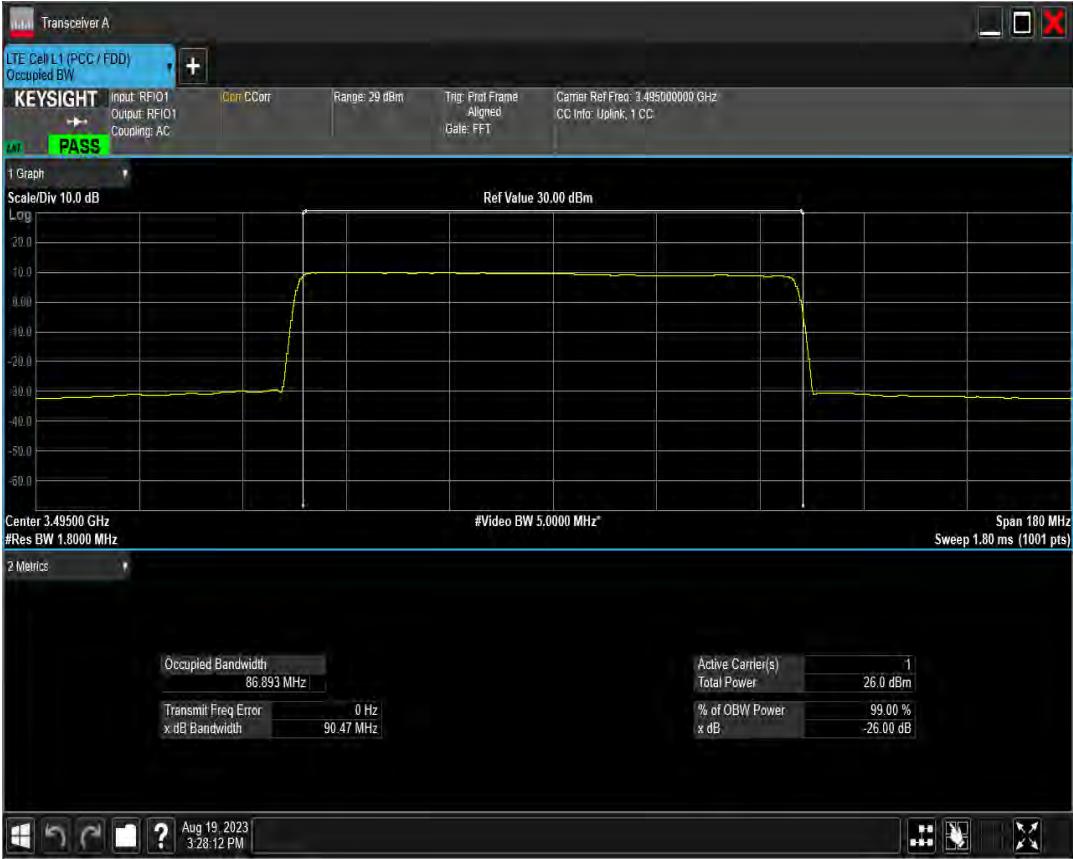 Transceiver A
LTE Cell L1 (PCC / FDD)
Occupied BW
+
KEYSIGHT
Input: RFIO1
Output: RFIO1
Coupling: AC
Corr CCorr
Range: 29 dBm
Trig: Prot Frame
Aligned
Gate: FFT
Carrier Ref Freq: 3.495000000 GHz
CC Info: Uplink, 1 CC
PASS
1 Graph
Scale/Div 10.0 dB
Ref Value 30.00 dBm
Log
20.0
10.0
0.00
-10.0
-20.0
-30.0
-40.0
-50.0
-60.0
Center 3.49500 GHz
#Video BW 5.0000 MHz*
Span 180 MHz
#Res BW 1.8000 MHz
Sweep 1.80 ms (1001 pts)
2 Metrics
Occupied Bandwidth
86.893 MHz
Transmit Freq Error 0 Hz
x dB Bandwidth 90.47 MHz
Active Carrier(s) 1
Total Power 26.0 dBm
% of OBW Power 99.00 %
x dB -26.00 dB
?
Aug 19, 2023
3:28:12 PM